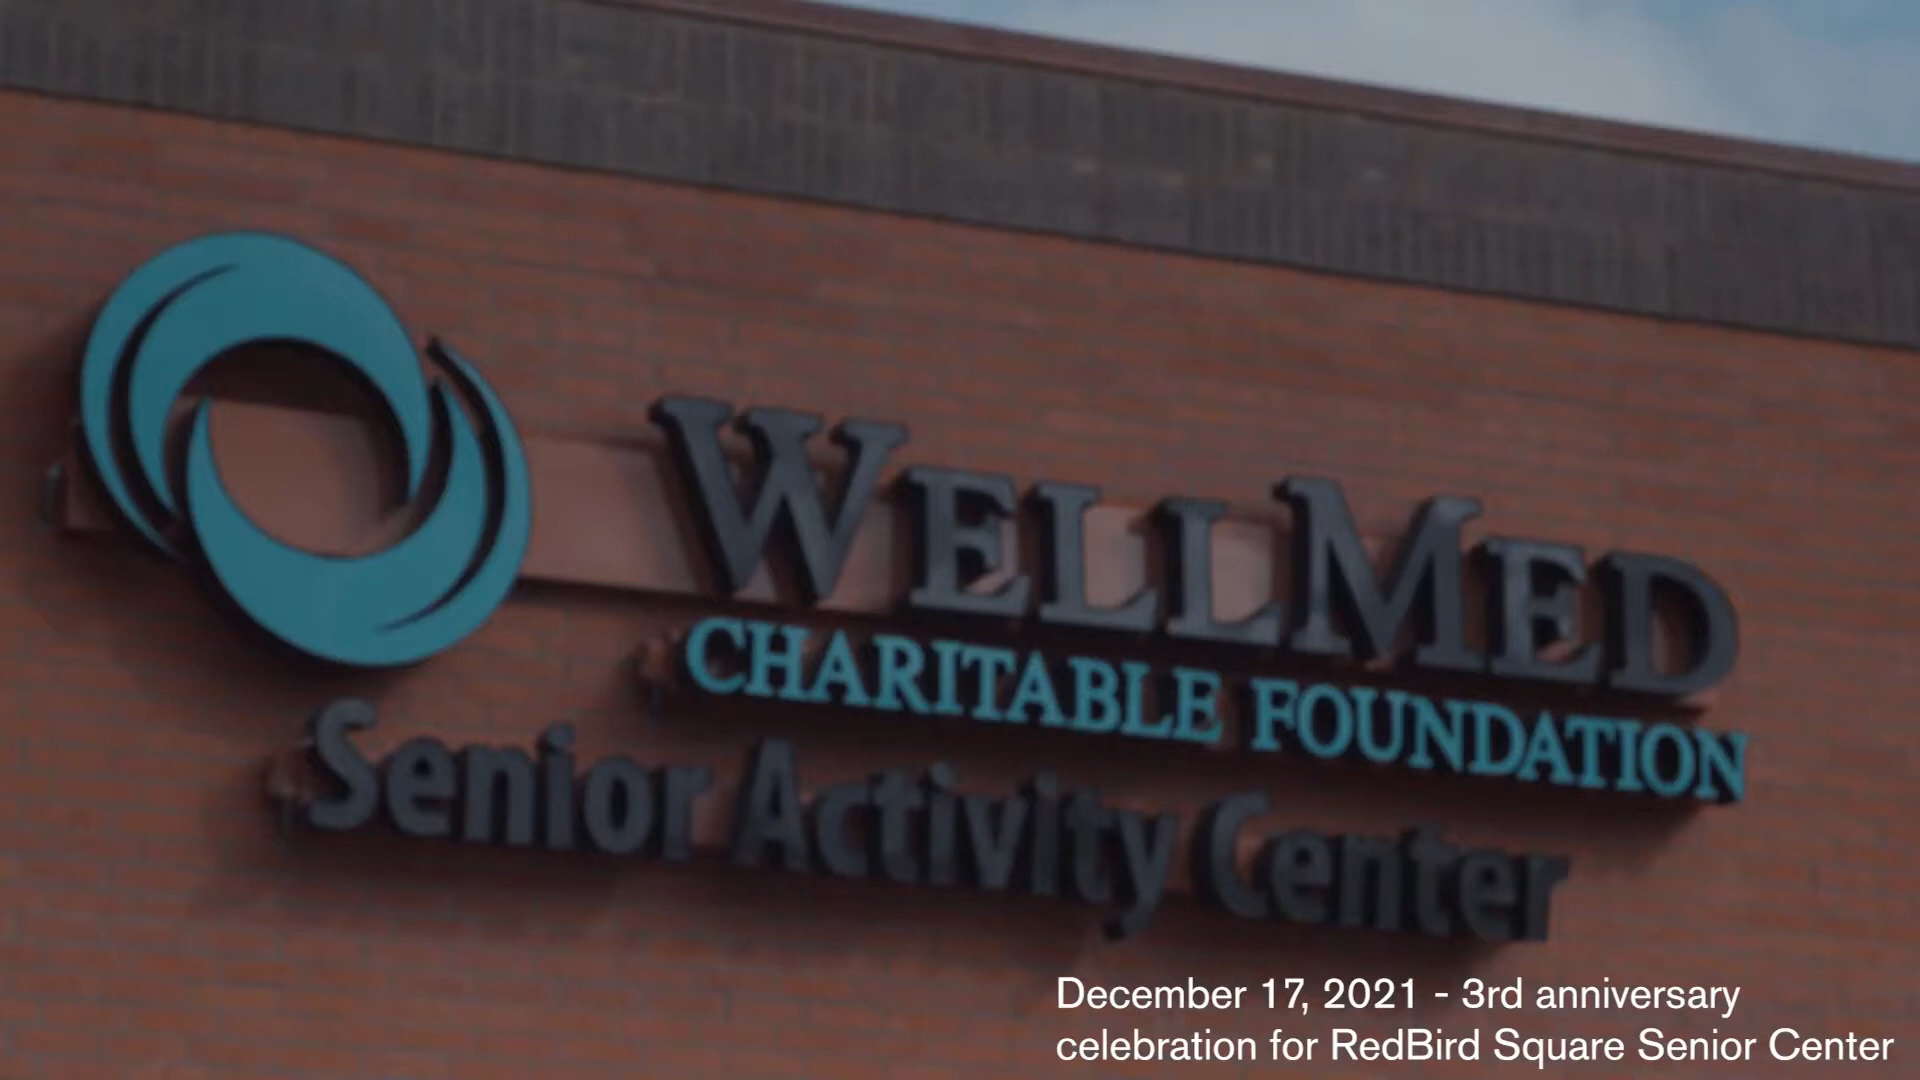 WELLMED
CHARITABLE FOUNDATION
Senior Activity Center
December 17, 2021 - 3rd anniversary
celebration for RedBird Square Senior Center